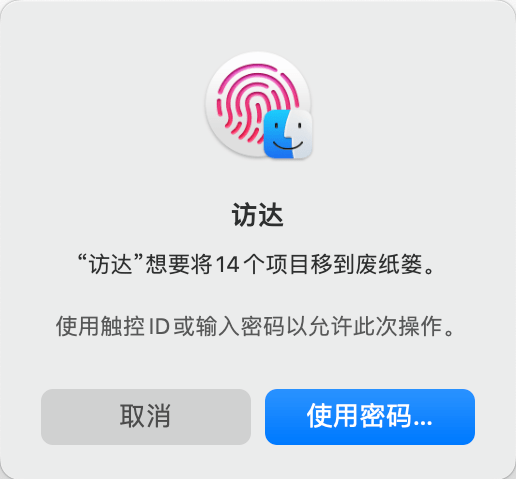 访达
“访达”想要将14个项目移到废纸篓。
使用触控ID或输入密码以允许此次操作。
取消
使用密码...